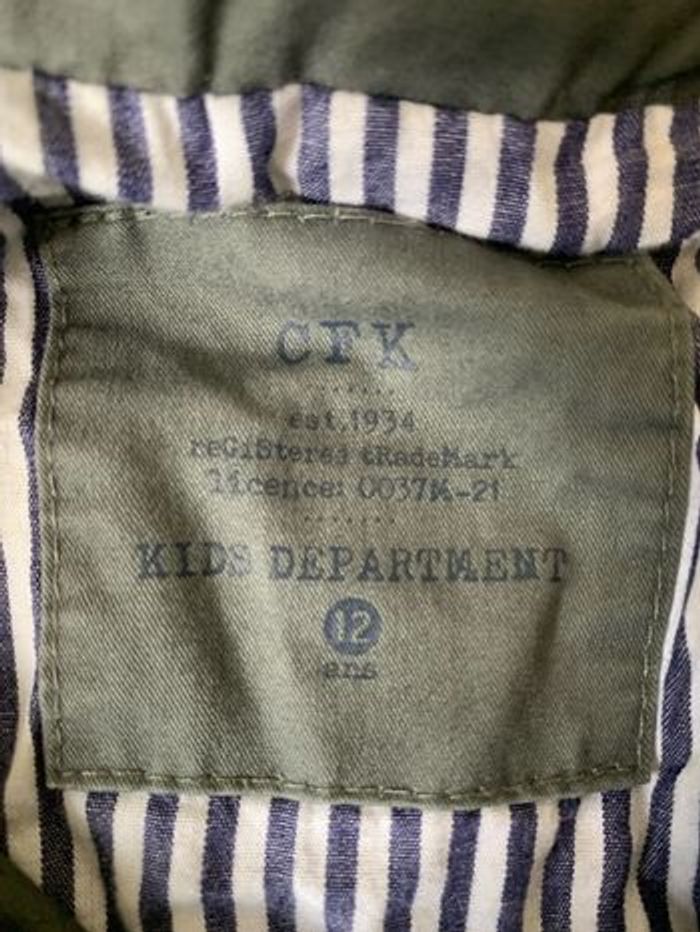 CFK
est.1934
reGiStered tRadeMark
licence: 0037M-21
KIDS DEPARTMENT
12
ans